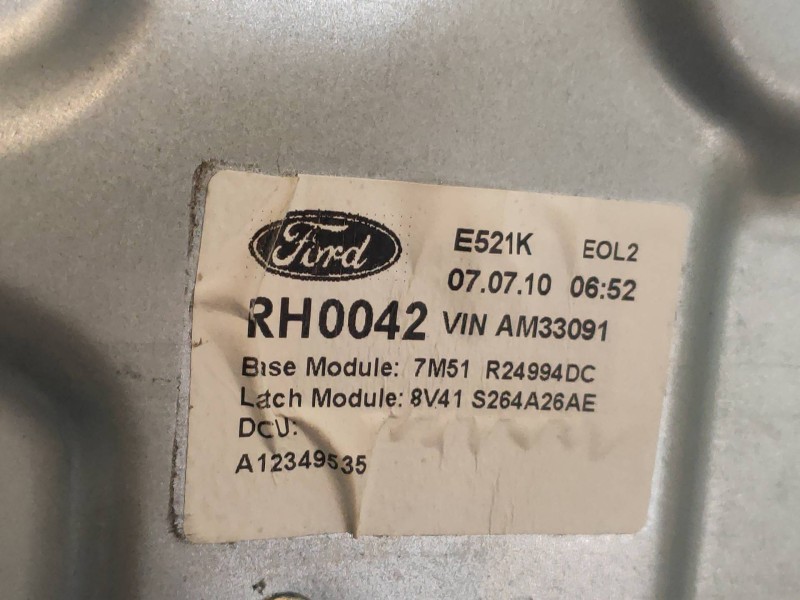 Ford
E521K EOL2
07.07.10 06:52
RH0042 VIN AM33091
Base Module: 7M51 R24994DC
Latch Module: 8V41 S264A26AE
DCU:
A12349535